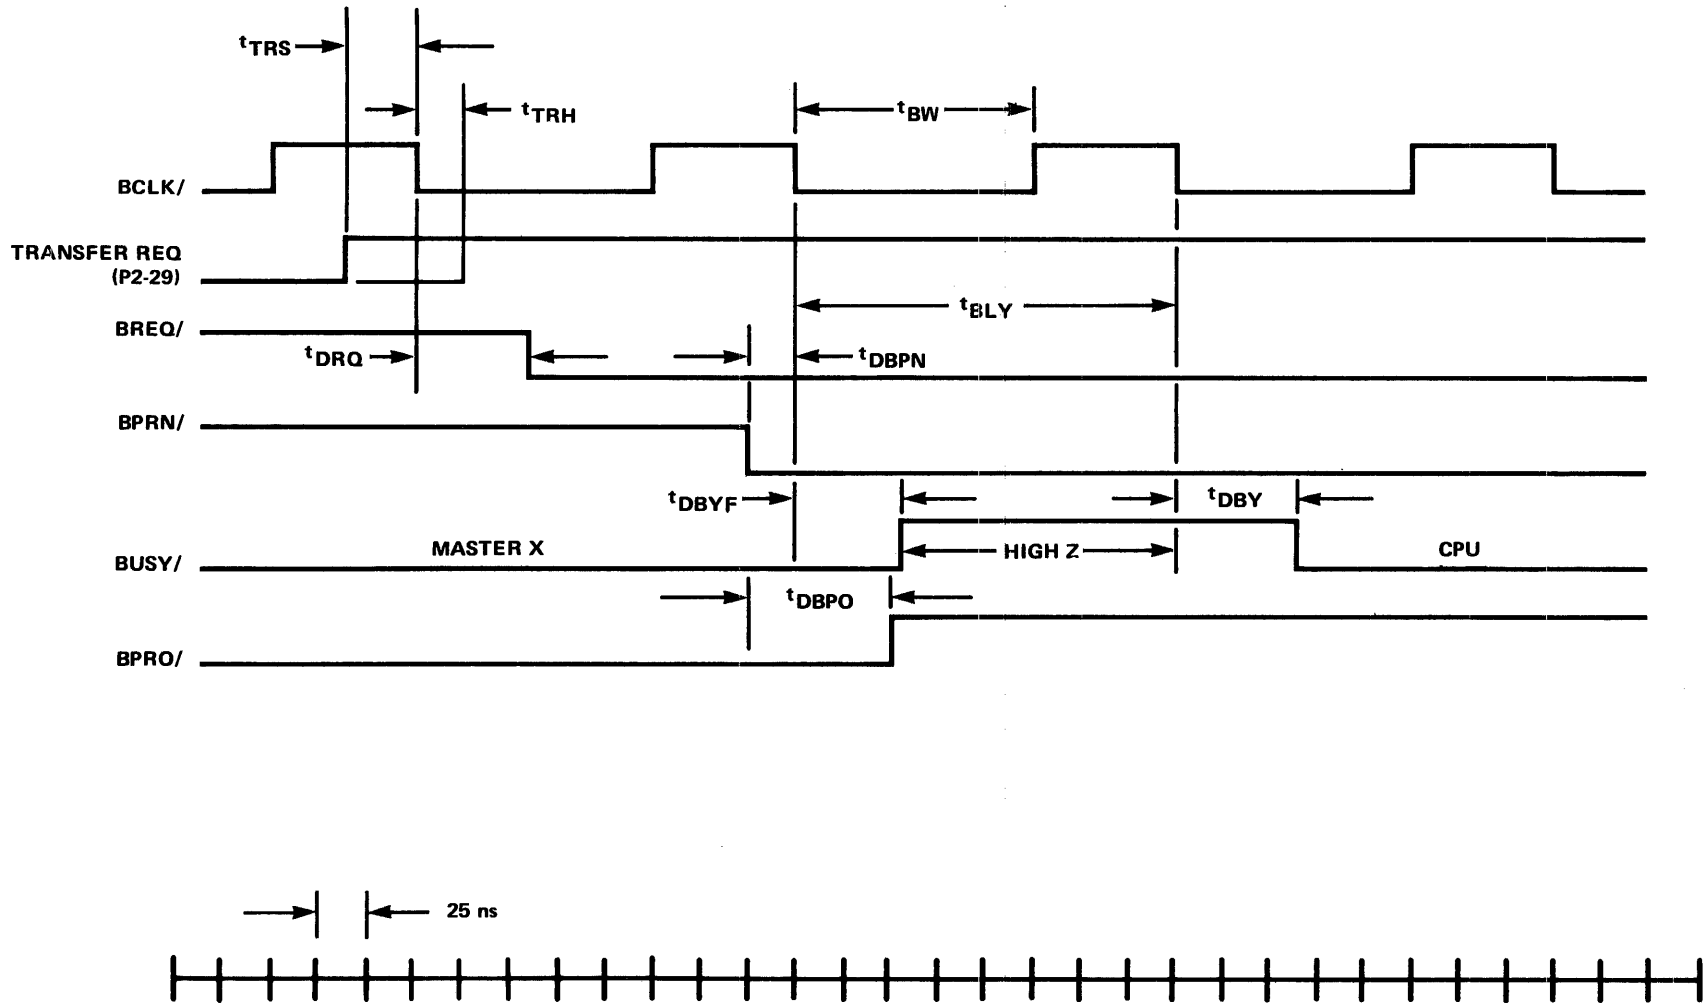 tTRS
tTRH
tBW
BCLK/
TRANSFER REQ
(P2-29)
tBLY
BREQ/
tDRQ
tDBPN
BPRN/
tDBYF
tDBY
MASTER X
HIGH Z
CPU
BUSY/
tDBPO
BPRO/
25 ns